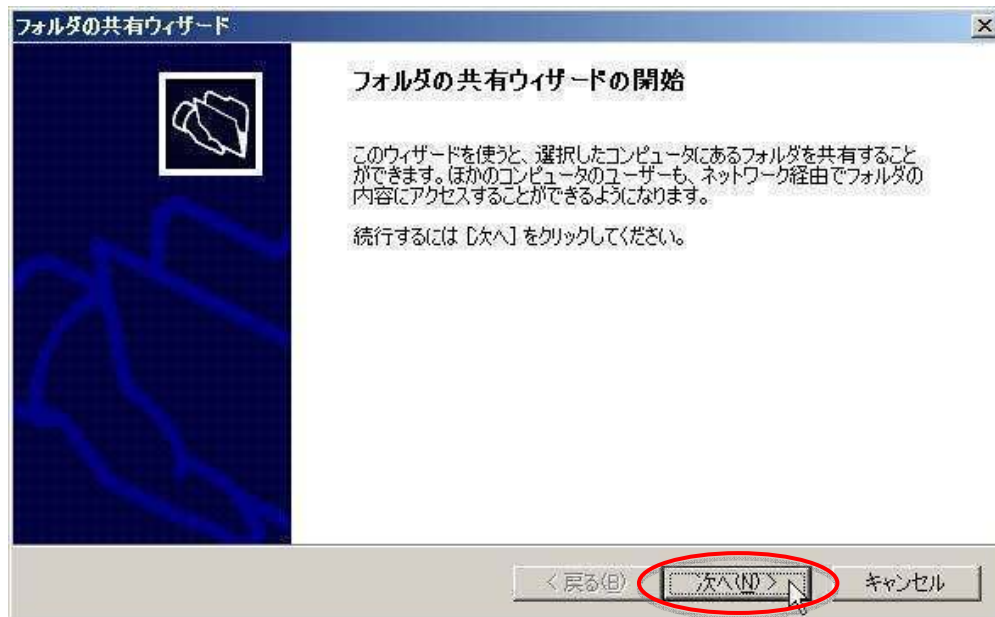 フォルダの共有ウィザード
フォルダの共有ウィザードの開始
このウィザードを使うと、選択したコンピュータにあるフォルダを共有すること
ができます。ほかのコンピュータのユーザーも、ネットワーク経由でフォルダの
内容にアクセスすることができるようになります。
続行するには [次へ] をクリックしてください。
< 戻る(B) 次へ(N) > キャンセル